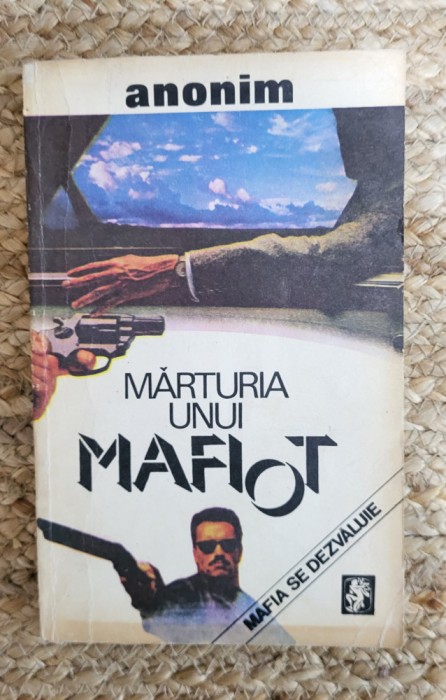 anonim
MĂRTURIA
UNUI
MAFIOT
MAFIA SE DEZVĂLUIE